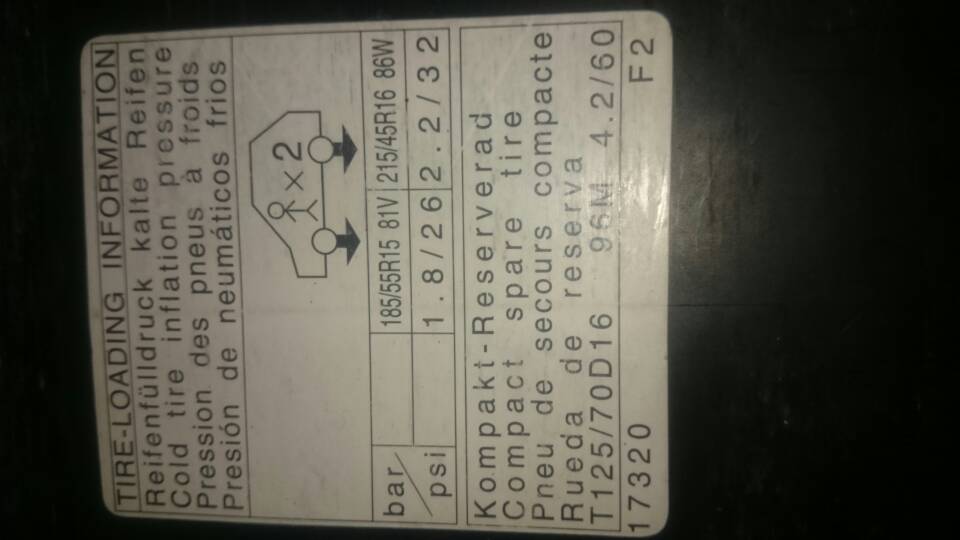 TIRE-LOADING INFORMATION
Reifenfülldruck kalte Reifen
Cold tire inflation pressure
Pression des pneus à froids
Presión de neumáticos frios
× 2
185/55R15 81V 215/45R16 86W
bar/psi 1.8/26 2.2/32
Kompakt-Reserverad
Compact spare tire
Pneu de secours compacte
Rueda de reserva
T125/70D16 96M 4.2/60
17320 F2